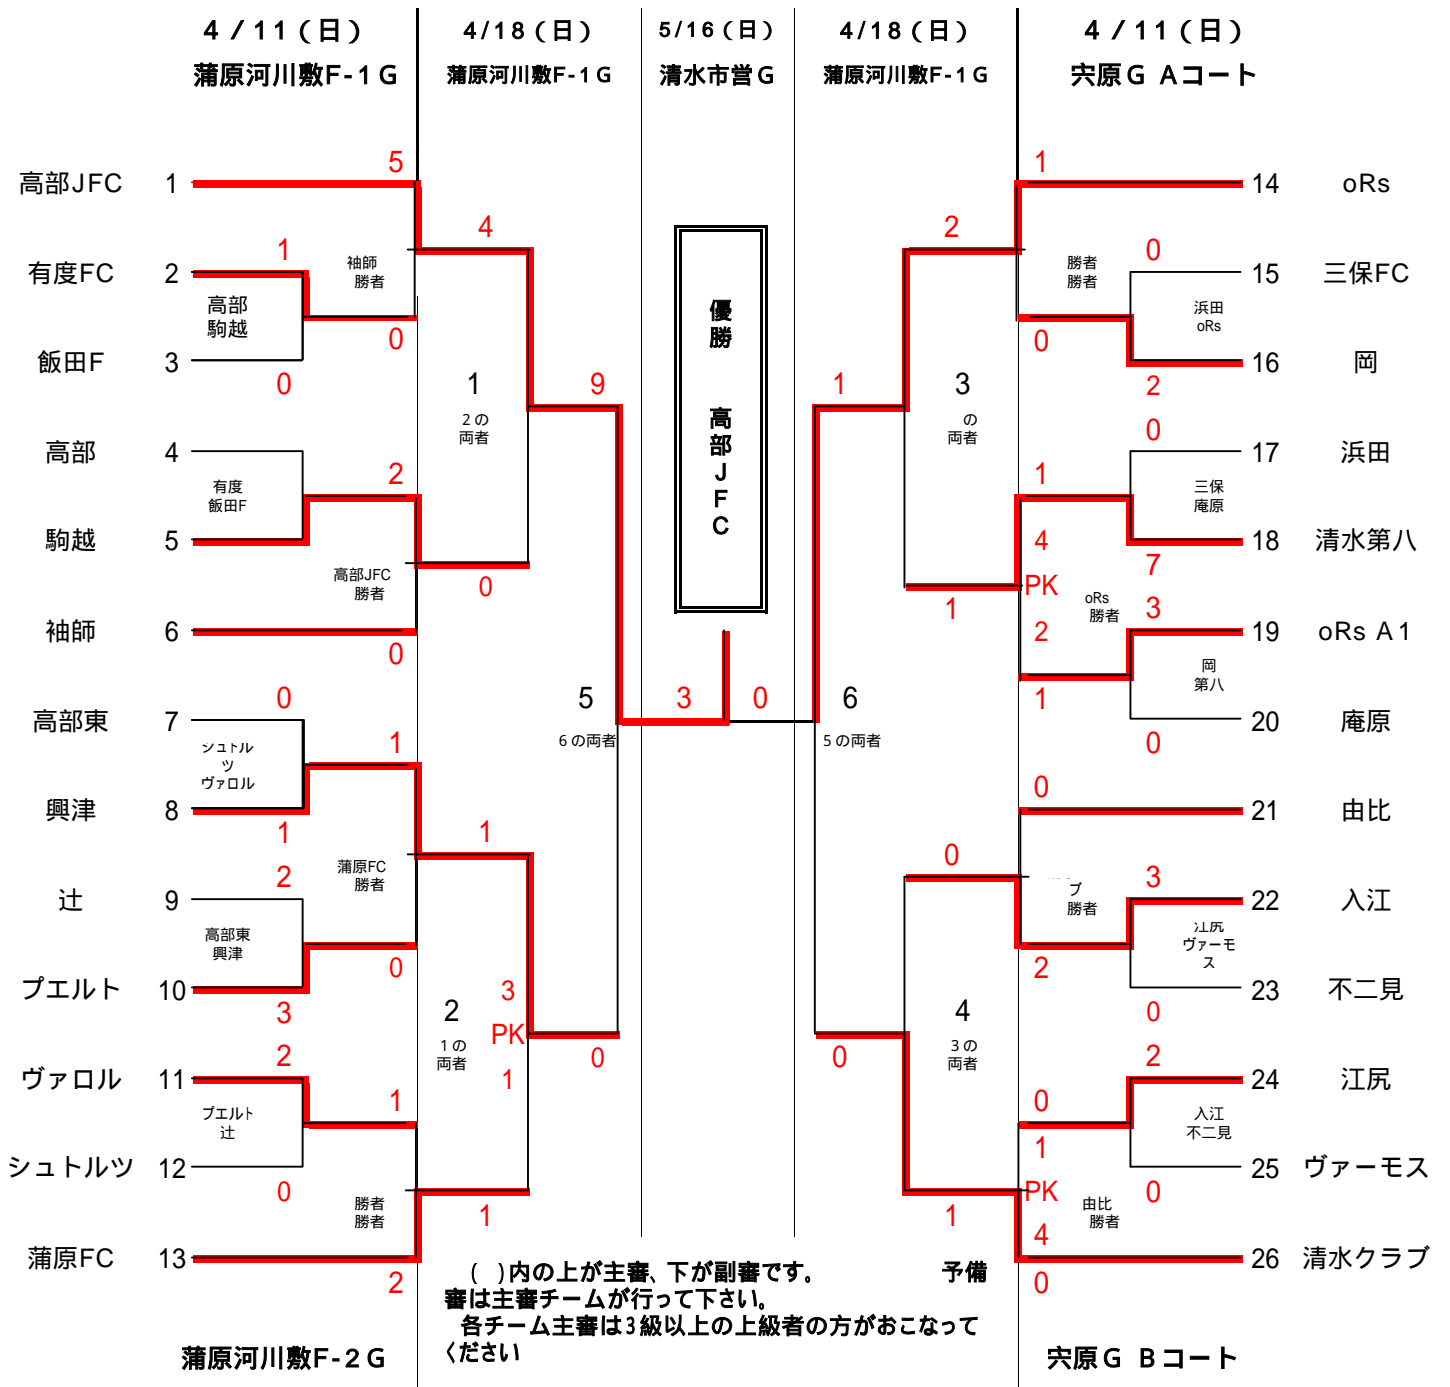 4/11(日) 4/18(日) 5/16(日) 4/18(日) 4/11(日)
蒲原河川敷F-1G 蒲原河川敷F-1G 清水市営G 蒲原河川敷F-1G 宍原G Aコート
5 1
高部JFC 1 14 oRs
4 2
1 袖師 勝者 0
有度FC 2 勝者 勝者 15 三保FC
高部 浜田
駒越 oRs
0 0
飯田F 3 16 岡
0 1 9 1 3 2
2の の
両者 両者
0
高部 4 2 1 17 浜田
有度 三保
飯田F 庵原
駒越 5 4 18 清水第八
高部JFC 0 PK 7
勝者 1 oRs 3
袖師 6 2 勝者 19 oRs A1
0 岡
第八
0 5 3 0 6 1
高部東 7 20 庵原
シュトル 1 6の両者 5の両者 0
ツ
ヴァロル 0
興津 8 21 由比
1 1 0
蒲原FC プ
2 勝者 勝者 3
辻 9 22 入江
高部東 江尻
興津 ヴァーモ
0 2 ス
プエルト 10 3 23 不二見
3 2 PK 4 0
1の 3の
2 両者 1 0 0 両者 2
ヴァロル 11 1 0 24 江尻
プエルト 入江
辻 1 不二見
シュトルツ 12 25 ヴァーモス
0 PK 0
勝者 1 1 由比
勝者 4 勝者
蒲原FC 13 26 清水クラブ
2 0
( )内の上が主審、下が副審です。 予備
審は主審チームが行って下さい。
各チーム主審は3級以上の上級者の方がおこなって
ください
蒲原河川敷F-2G 宍原G Bコート
優勝 高部JFC